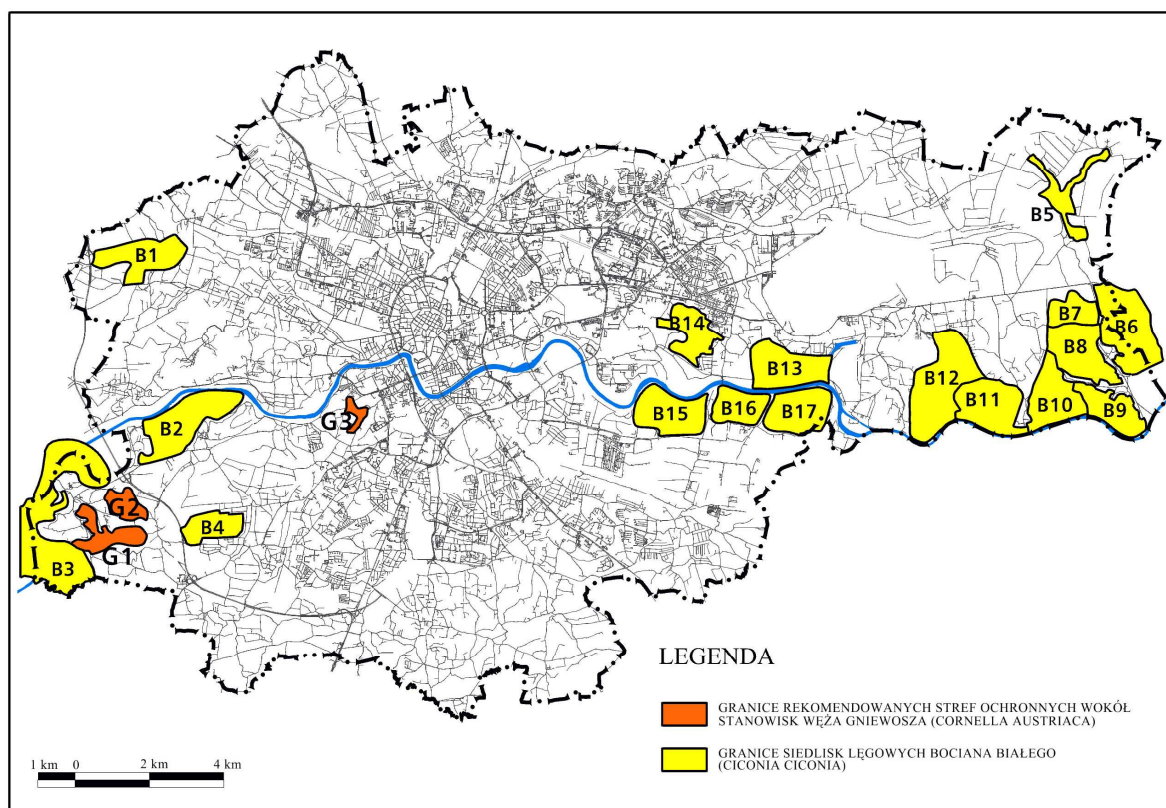 B1
B5
B7
B6
B14
B8
B13
B12
B11
B10
B9
B15
B16
B17
G3
B2
G2
B4
G1
B3
LEGENDA
GRANICE REKOMENDOWANYCH STREF OCHRONNYCH WOKÓŁ
STANOWISK WĘŻA GNIEWOSZA (CORNELLA AUSTRIACA)
GRANICE SIEDLISK LĘGOWYCH BOCIANA BIAŁEGO
(CICONIA CICONIA)
1 km 0 2 km 4 km